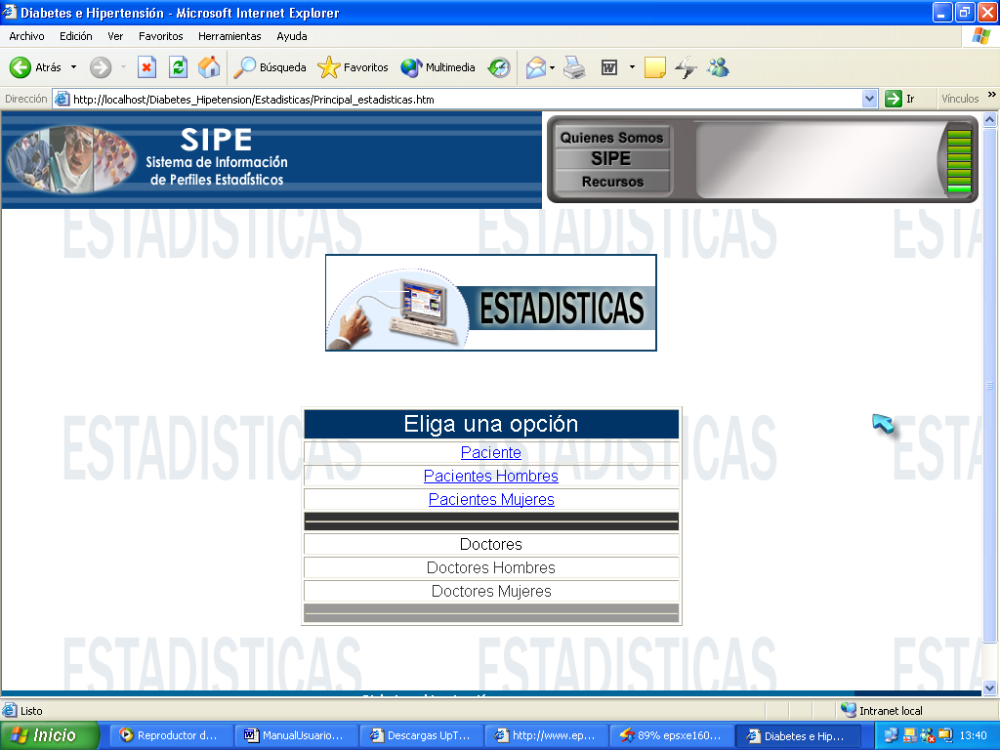 Diabetes e Hipertensión - Microsoft Internet Explorer
Archivo Edición Ver Favoritos Herramientas Ayuda
Atrás Búsqueda Favoritos Multimedia
Dirección http://localhost/Diabetes_Hipetension/Estadisticas/Principal_estadisticas.htm Ir Vínculos »
SIPE
Sistema de Información
de Perfiles Estadísticos
Quienes Somos
SIPE
Recursos
ESTADISTICAS ESTADISTICAS ESTA
ESTADISTICAS
Eliga una opción
ESTADISTICAS ESTADISTICAS ESTA
Paciente
Pacientes Hombres
Pacientes Mujeres
Doctores
Doctores Hombres
Doctores Mujeres
ESTADISTICAS ESTADISTICAS ESTA
Listo Intranet local
Inicio Reproductor d... ManualUsuario... Descargas UpT... http://www.ep... 89% epsxe160... Diabetes e Hip... 13:40